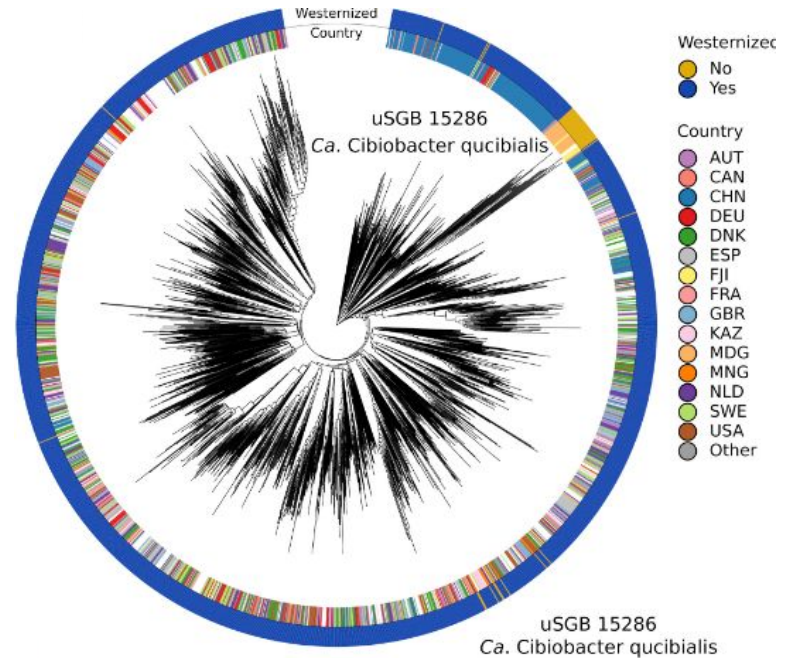 Westernized
Country
uSGB 15286
Ca. Cibiobacter qucibialis
Westernized
No
Yes
Country
AUT
CAN
CHN
DEU
DNK
ESP
FJI
FRA
GBR
KAZ
MDG
MNG
NLD
SWE
USA
Other
uSGB 15286
Ca. Cibiobacter qucibialis